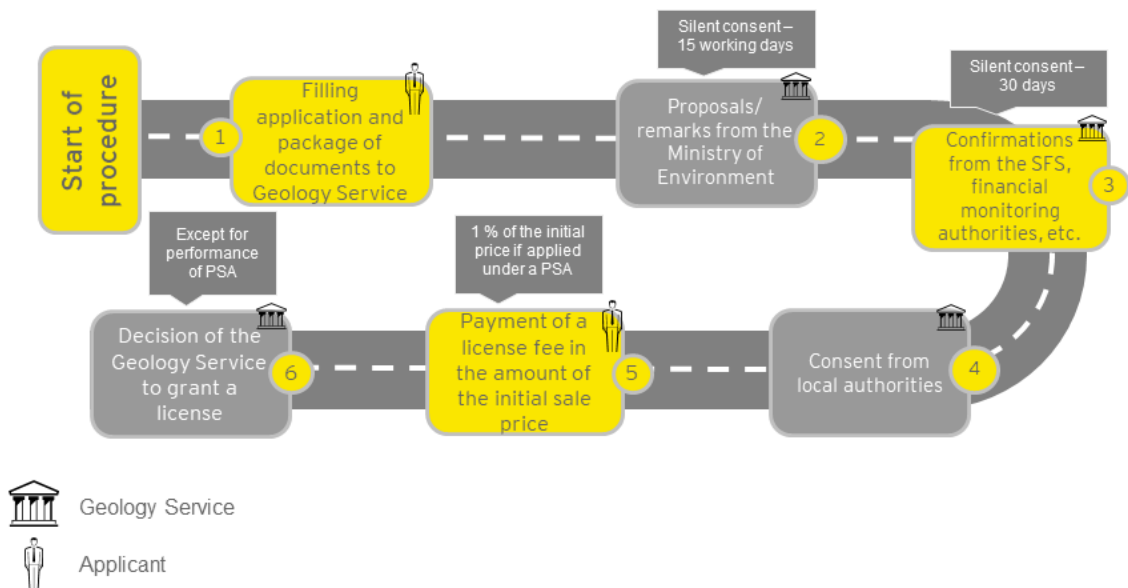 Start of
procedure
1
Filling
application and
package of
documents to
Geology Service
Silent consent–
15 working days
Proposals/
remarks from the
Ministry of
Environment
2
Silent consent–
30 days
Confirmations
from the SFS,
financial
monitoring
authorities, etc.
3
Consent from
local authorities
4
1 % of the initial
price if applied
under a PSA
Payment of a
license fee in
the amount of
the initial sale
price
5
Except for
performance
of PSA
Decision of the
Geology Service
to grant a
license
6
Geology Service
Applicant